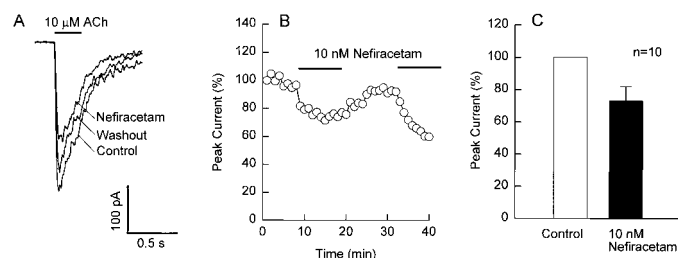 A
10 µM ACh
Nefiracetam
Washout
Control
100 pA
0.5 s
B
10 nM Nefiracetam
Peak Current (%)
140
120
100
80
60
40
20
0
0 10 20 30 40
Time (min)
C
n=10
Peak Current (%)
120
100
80
60
40
20
0
Control
10 nM
Nefiracetam